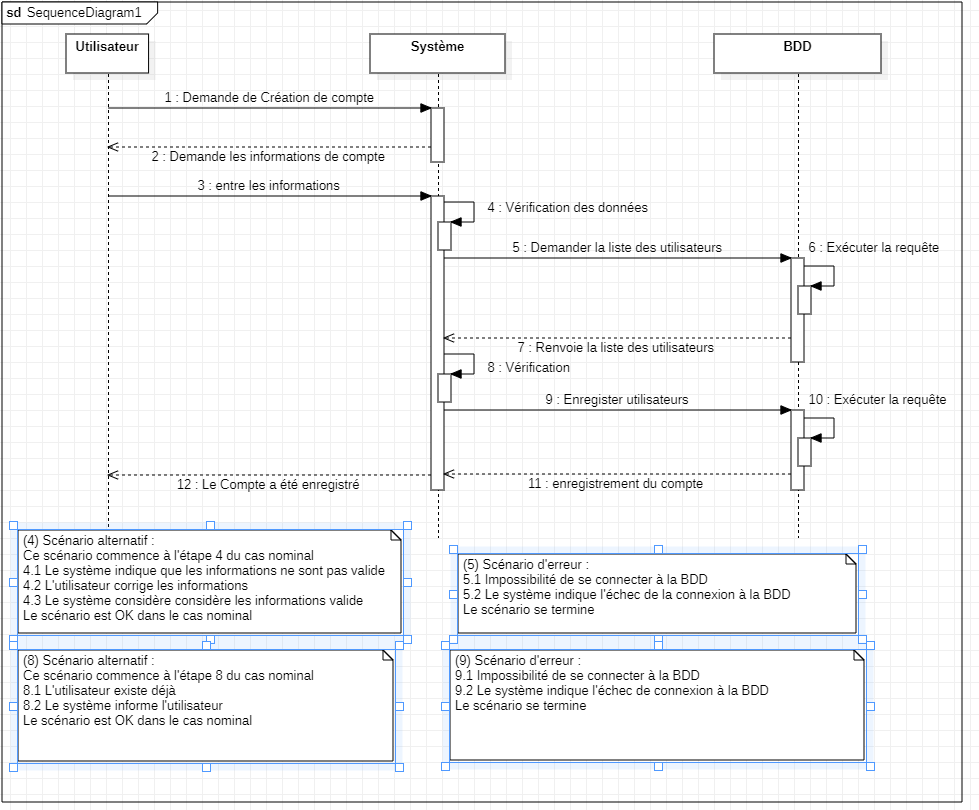 sd SequenceDiagram1
Utilisateur
Système
BDD
1 : Demande de Création de compte
2 : Demande les informations de compte
3 : entre les informations
4 : Vérification des données
5 : Demander la liste des utilisateurs
6 : Exécuter la requête
7 : Renvoie la liste des utilisateurs
8 : Vérification
9 : Enregister utilisateurs
10 : Exécuter la requête
11 : enregistrement du compte
12 : Le Compte a été enregistré
(4) Scénario alternatif :
Ce scénario commence à l'étape 4 du cas nominal
4.1 Le système indique que les informations ne sont pas valide
4.2 L'utilisateur corrige les informations
4.3 Le système considère considère les informations valide
Le scénario est OK dans le cas nominal
(5) Scénario d'erreur :
5.1 Impossibilité de se connecter à la BDD
5.2 Le système indique l'échec de la connexion à la BDD
Le scénario se termine
(8) Scénario alternatif :
Ce scénario commence à l'étape 8 du cas nominal
8.1 L'utilisateur existe déjà
8.2 Le système informe l'utilisateur
Le scénario est OK dans le cas nominal
(9) Scénario d'erreur :
9.1 Impossibilité de se connecter à la BDD
9.2 Le système indique l'échec de connexion à la BDD
Le scénario se termine